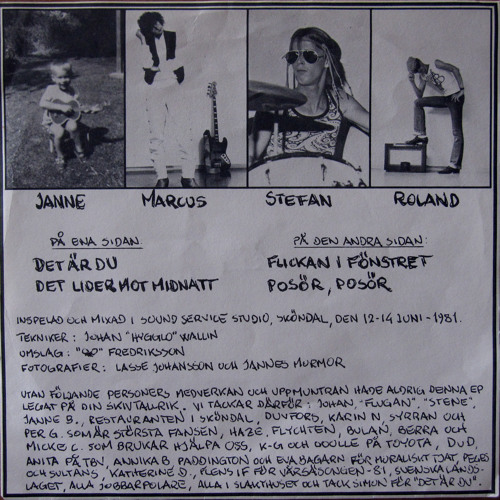 JANNE MARCUS STEFAN ROLAND
PÅ ENA SIDAN: PÅ DEN ANDRA SIDAN:
DET ÄR DU FLICKAN I FÖNSTRET
DET LIDER MOT MIDNATT POSÖR, POSÖR
INSPELAD OCH MIXAD I SOUND SERVICE STUDIO, SKÖNDAL, DEN 12-14 JUNI - 1981.
TEKNIKER: JOHAN "HYGGLO" WALLIN
OMSLAG: FREDRIKSSON
FOTOGRAFIER: LASSE JOHANSSON OCH JANNES MORMOR
UTAN FÖLJANDE PERSONERS MEDVERKAN OCH UPPMUNTRAN HADE ALDRIG DENNA EP
LEGAT PÅ DIN SKIVTALLRIK. VI TACKAR DÄRFÖR: JOHAN, "FLUGAN", "STENE",
JANNE B., RESTAURANTEN I SKÖNDAL, DUVFORS, KARIN N, SYRRAN OCH
PER G. SOM ÄR STÖRSTA FANSEN, HAZE, FLYCHTEN, BULAN, BERRA OCH
MICKE C. SOM BRUKAR HJÄLPA OSS, K-G OCH OOLLE PÅ TOYOTA, DUD,
ANITA PÅ TBV, ANNIKA B. PADDINGTON OCH EVA BAGARN FÖR MORALISKT TJAT, PEGES
OCH SULTANS, KATHERINE D, FLENS IF FÖR VÅRSÄSONGEN -81, SVENSKA LANDS-
LAGET, ALLA JOBBARPOLARE, ALLA I SLAKTHUSET OCH TACK SIMON FÖR "DET ÄR DU".